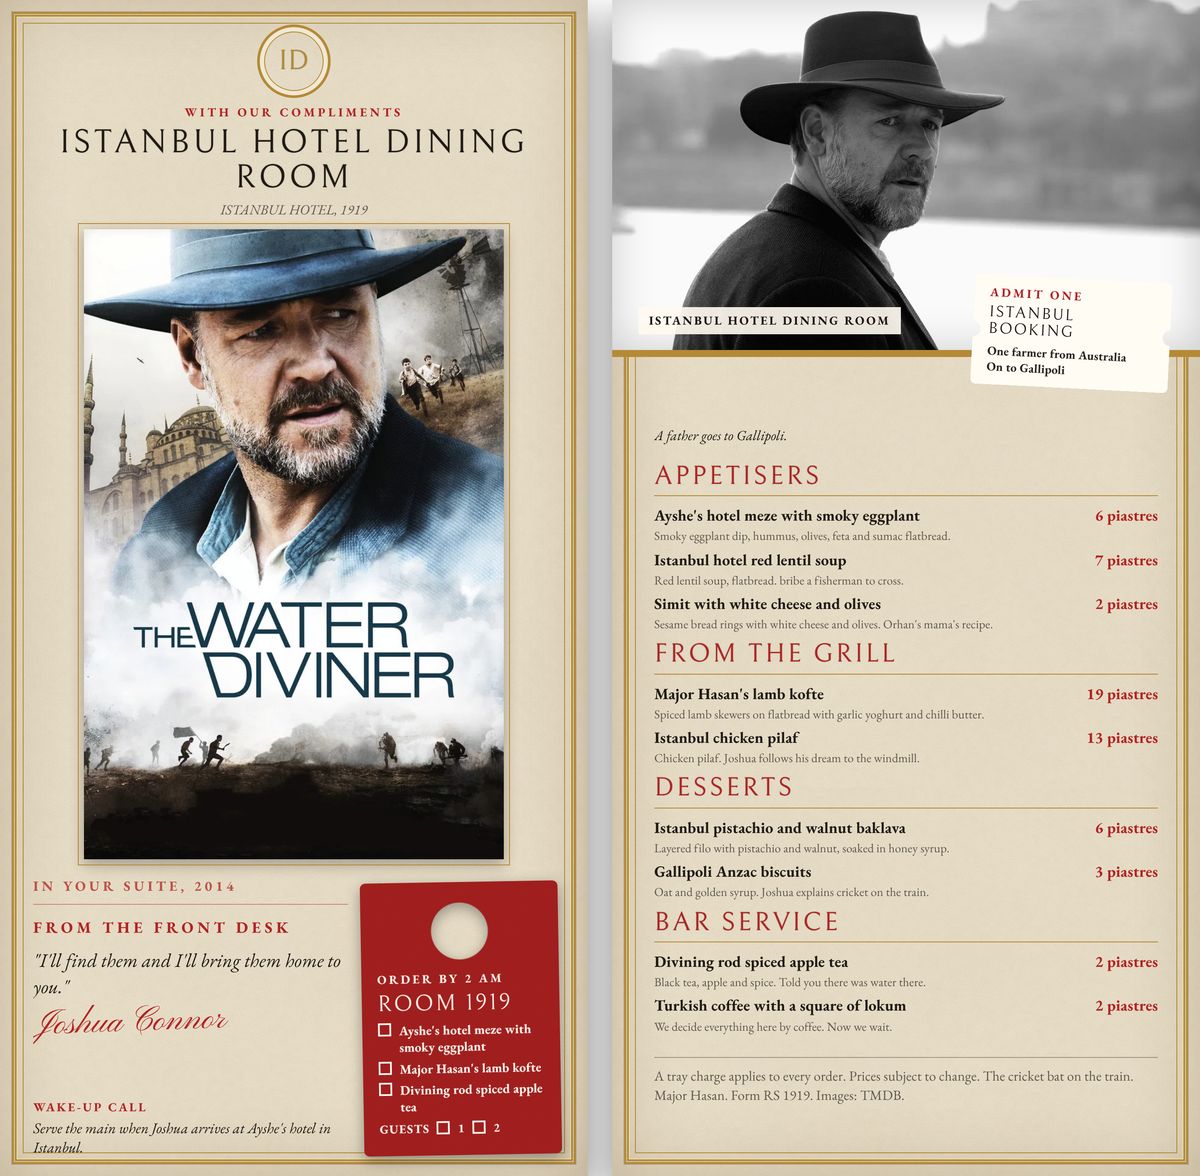 ID
WITH OUR COMPLIMENTS
ISTANBUL HOTEL DINING
ROOM
ISTANBUL HOTEL, 1919
THE WATER
DIVINER
IN YOUR SUITE, 2014
FROM THE FRONT DESK
"I'll find them and I'll bring them home to
you."
Joshua Connor
WAKE-UP CALL
Serve the main when Joshua arrives at Ayshe's hotel in
Istanbul.
ORDER BY 2 AM
ROOM 1919
Ayshe's hotel meze with
smoky eggplant
Major Hasan's lamb kofte
Divining rod spiced apple
tea
GUESTS 1 2
ISTANBUL HOTEL DINING ROOM
ADMIT ONE
ISTANBUL
BOOKING
One farmer from Australia
On to Gallipoli
A father goes to Gallipoli.
APPETISERS
Ayshe's hotel meze with smoky eggplant 6 piastres
Smoky eggplant dip, hummus, olives, feta and sumac flatbread.
Istanbul hotel red lentil soup 7 piastres
Red lentil soup, flatbread. bribe a fisherman to cross.
Simit with white cheese and olives 2 piastres
Sesame bread rings with white cheese and olives. Orhan's mama's recipe.
FROM THE GRILL
Major Hasan's lamb kofte 19 piastres
Spiced lamb skewers on flatbread with garlic yoghurt and chilli butter.
Istanbul chicken pilaf 13 piastres
Chicken pilaf. Joshua follows his dream to the windmill.
DESSERTS
Istanbul pistachio and walnut baklava 6 piastres
Layered filo with pistachio and walnut, soaked in honey syrup.
Gallipoli Anzac biscuits 3 piastres
Oat and golden syrup. Joshua explains cricket on the train.
BAR SERVICE
Divining rod spiced apple tea 2 piastres
Black tea, apple and spice. Told you there was water there.
Turkish coffee with a square of lokum 2 piastres
We decide everything here by coffee. Now we wait.
A tray charge applies to every order. Prices subject to change. The cricket bat on the train.
Major Hasan. Form RS 1919. Images: TMDB.